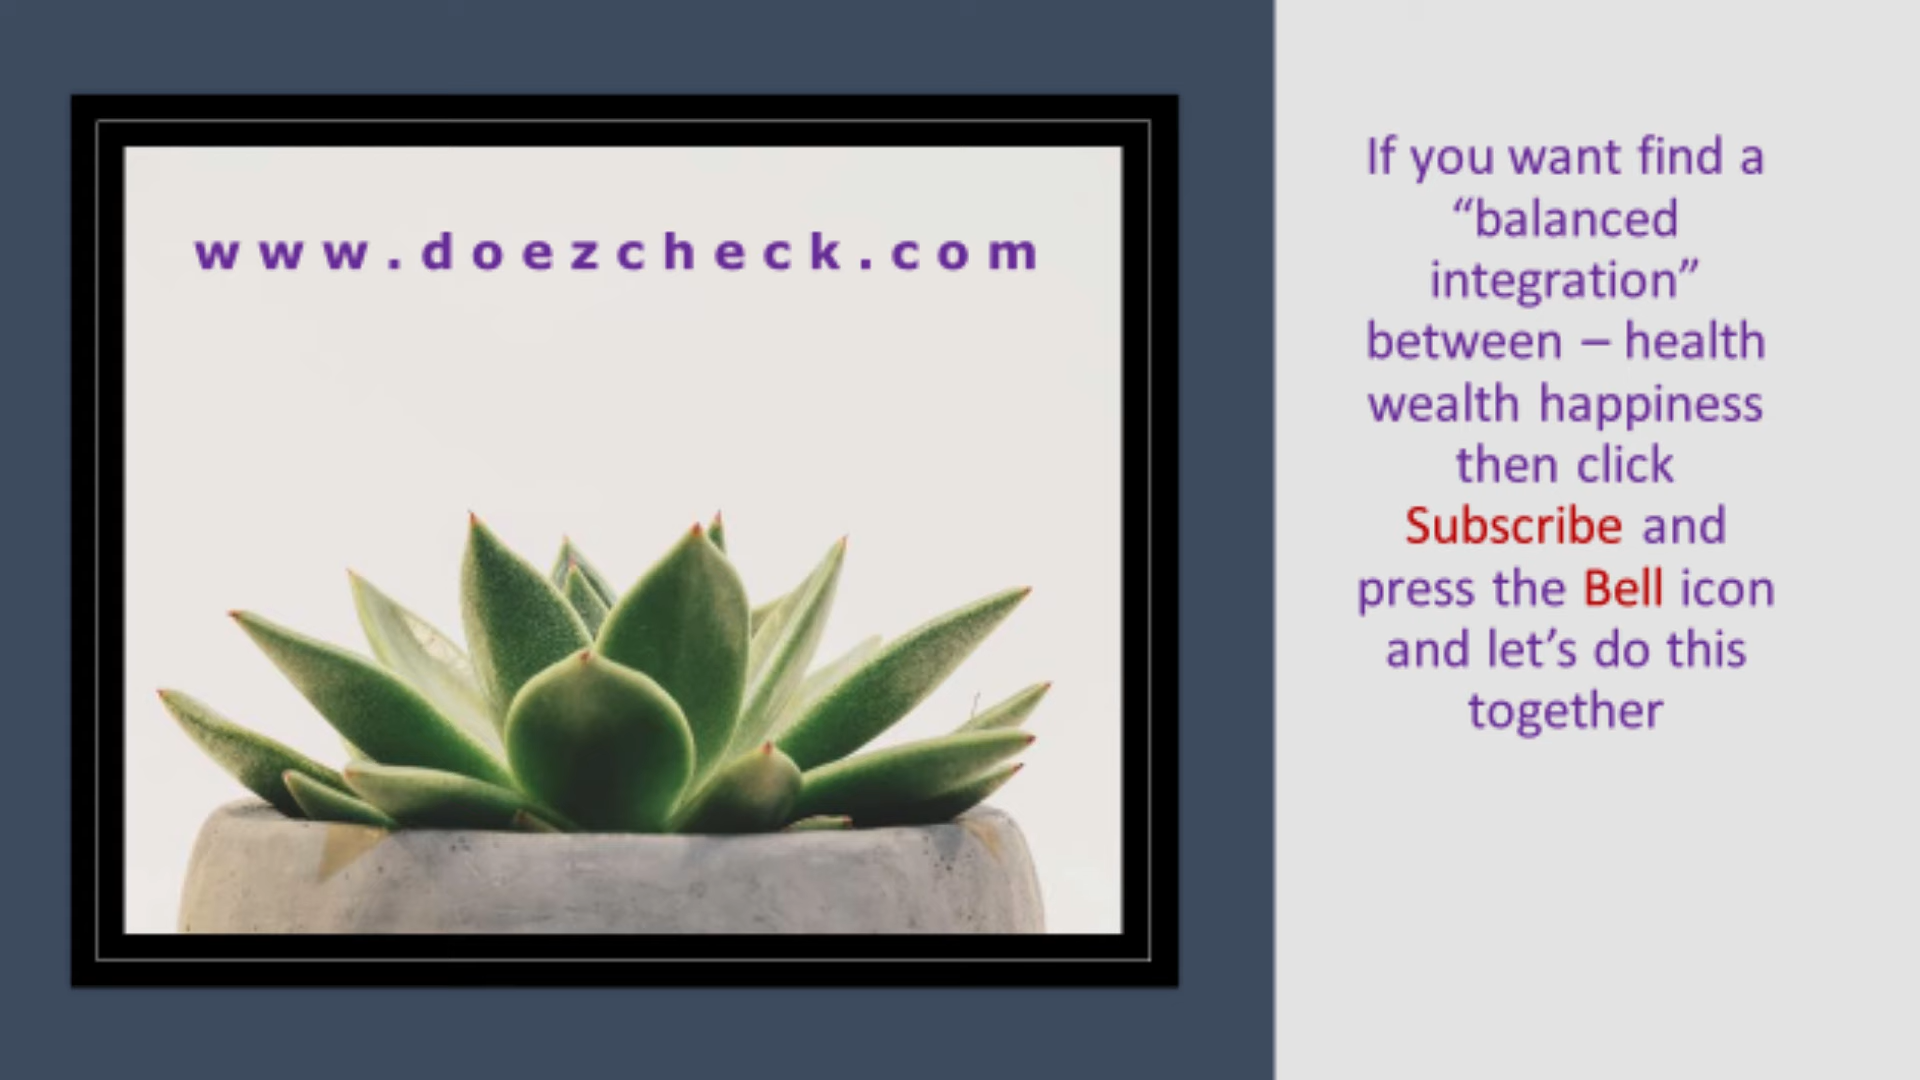 www.doezcheck.com
If you want find a
“balanced
integration”
between – health
wealth happiness
then click
Subscribe and
press the Bell icon
and let’s do this
together